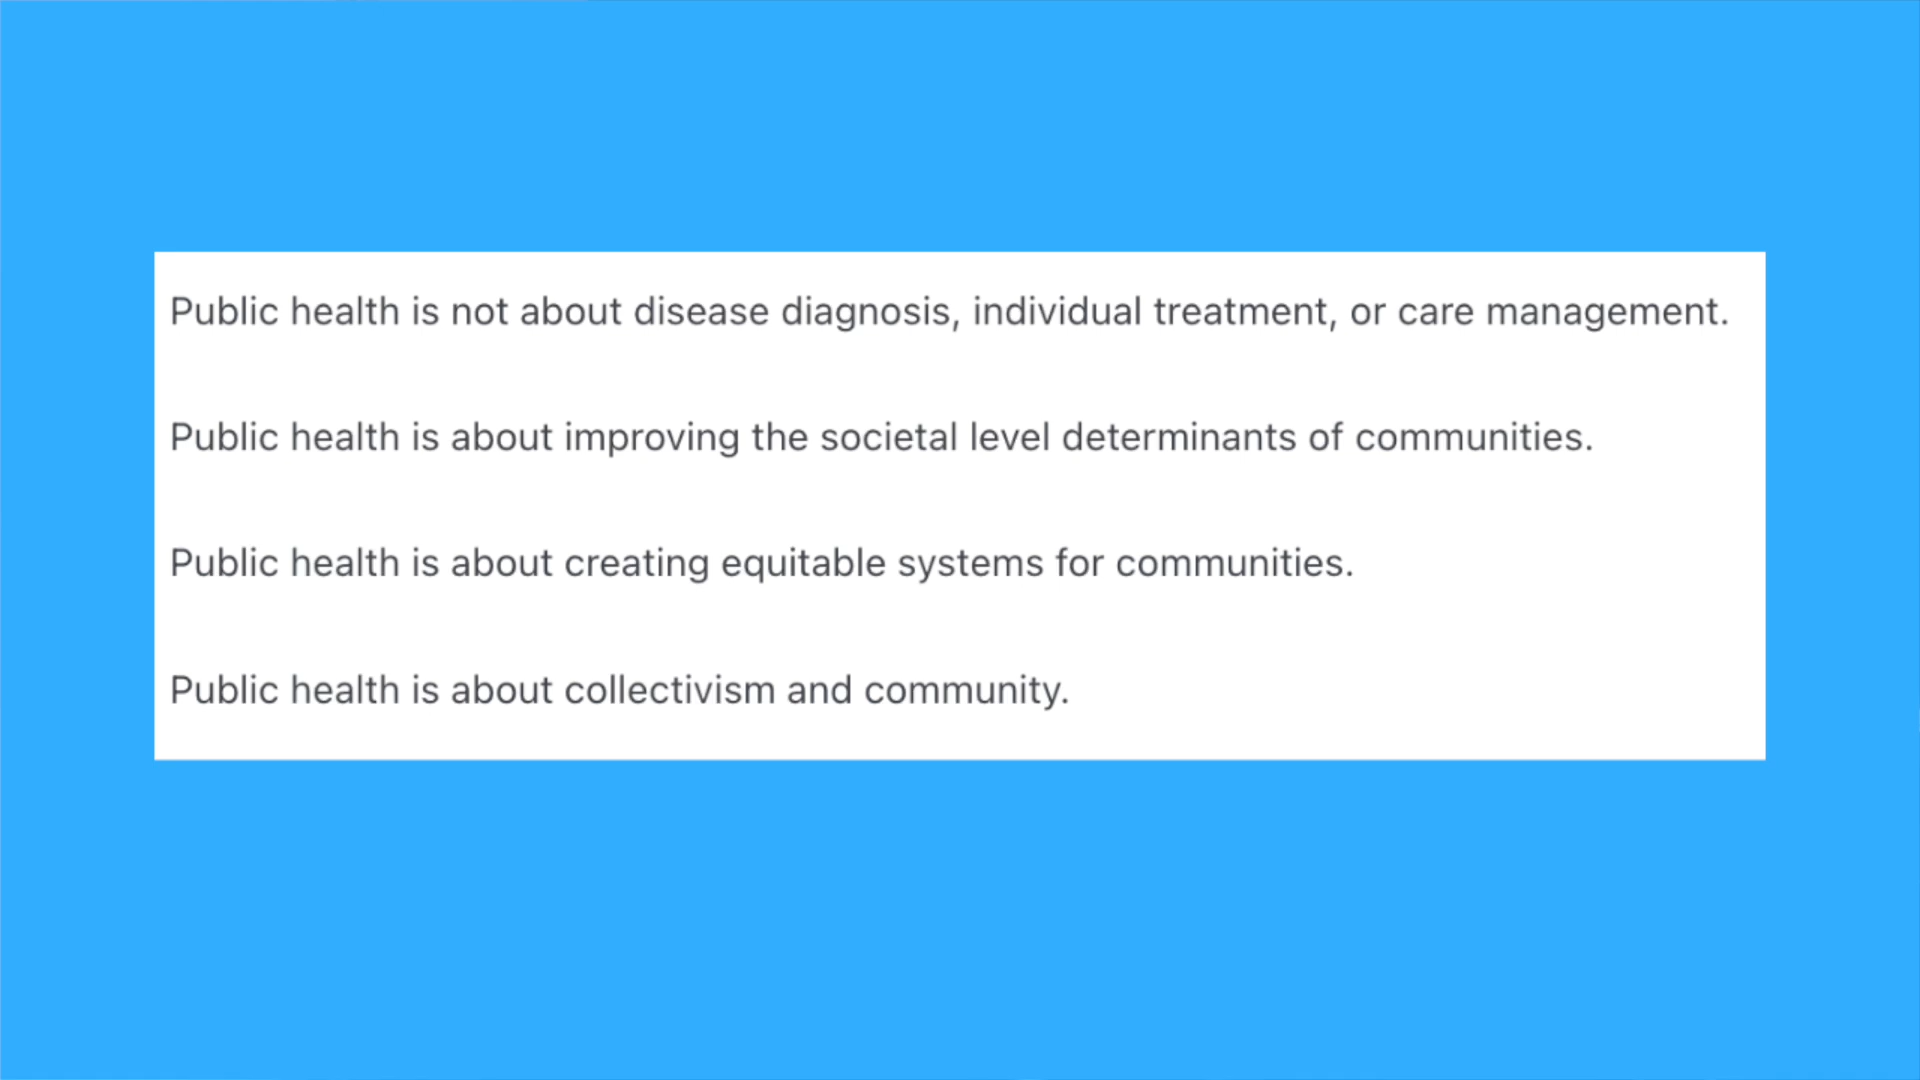 Public health is not about disease diagnosis, individual treatment, or care management.
Public health is about improving the societal level determinants of communities.
Public health is about creating equitable systems for communities.
Public health is about collectivism and community.